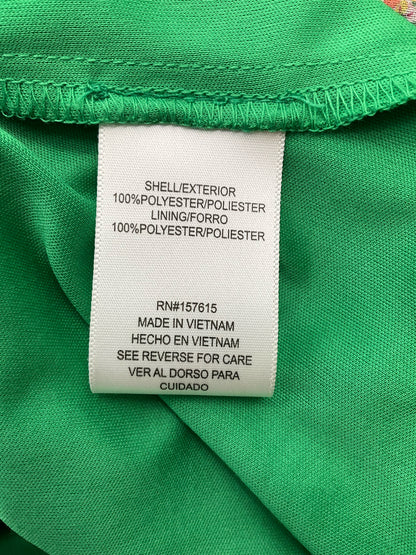 SHELL/EXTERIOR
100%POLYESTER/POLIESTER
LINING/FORRO
100%POLYESTER/POLIESTER
RN#157615
MADE IN VIETNAM
HECHO EN VIETNAM
SEE REVERSE FOR CARE
VER AL DORSO PARA
CUIDADO